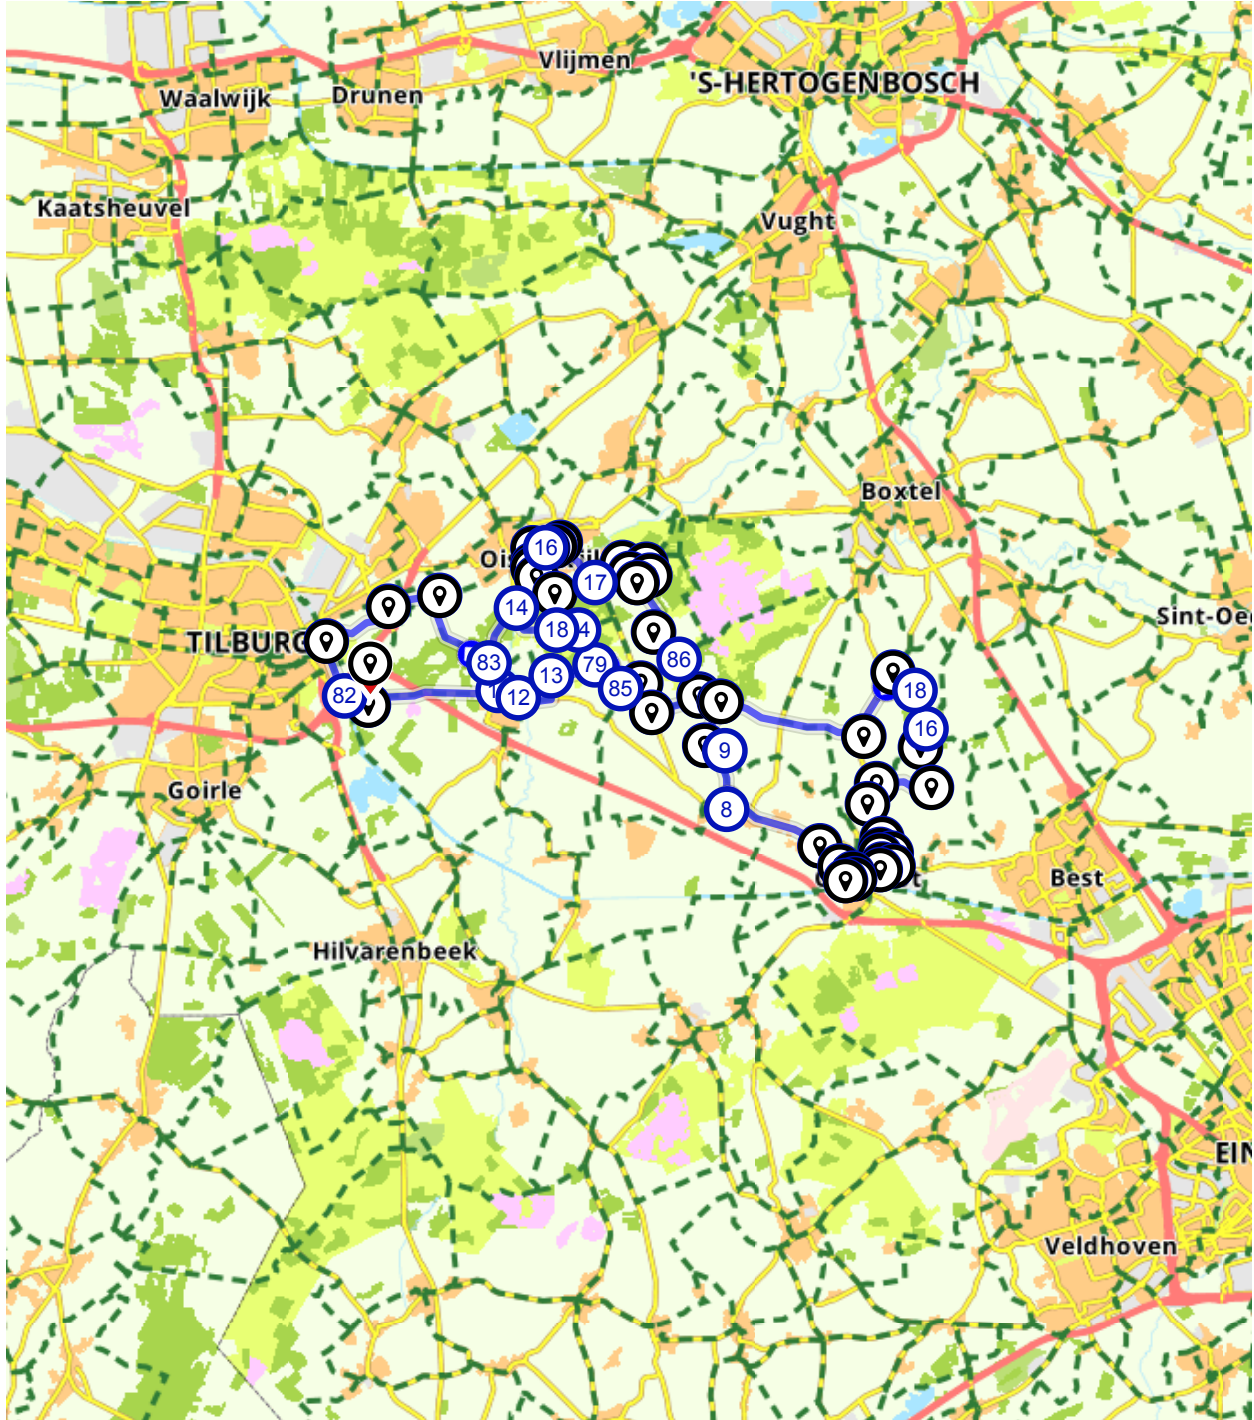 Vlijmen
'S-HERTOGENBOSCH
Waalwijk
Drunen
Kaatsheuvel
Vught
Boxtel
16
17
14
18
4
Sint-Oe
TILBURG
83
79
86
13
85
82
12
18
16
9
8
Goirle
Best
Hilvarenbeek
EIN
Veldhoven